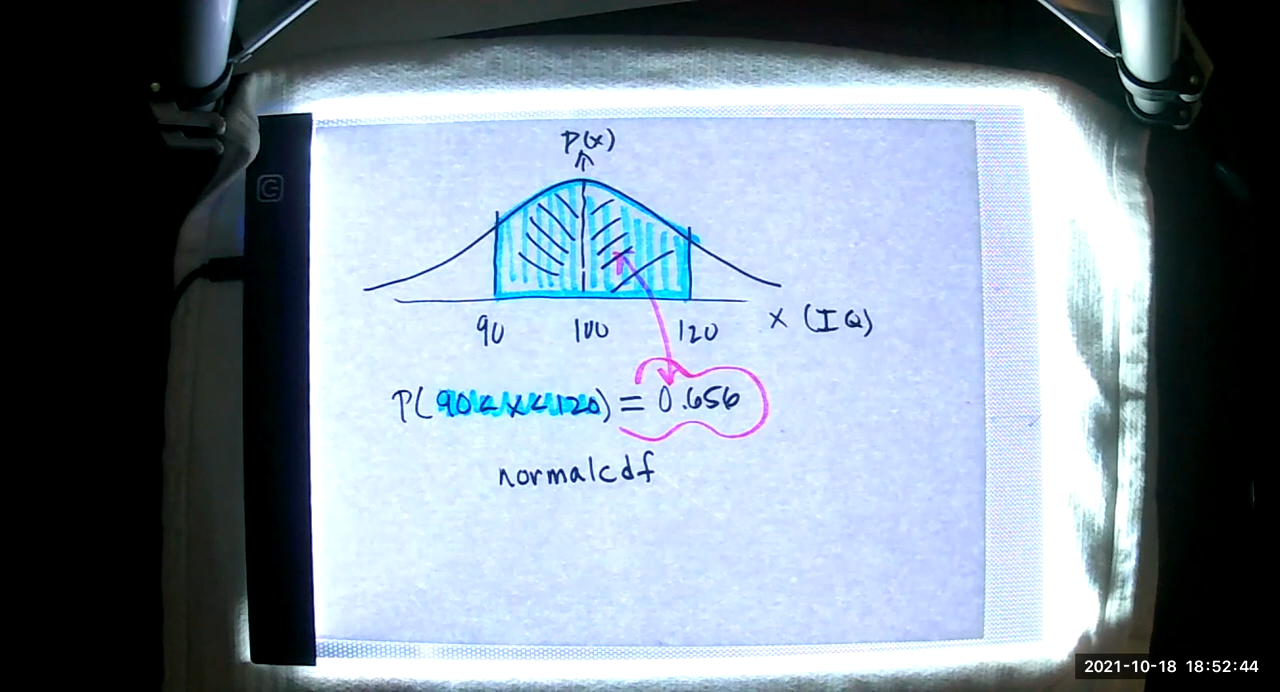 P(x)
90 100 120 x (IQ)
P(90<x<120) = 0.656
normalcdf
2021-10-18 18:52:44